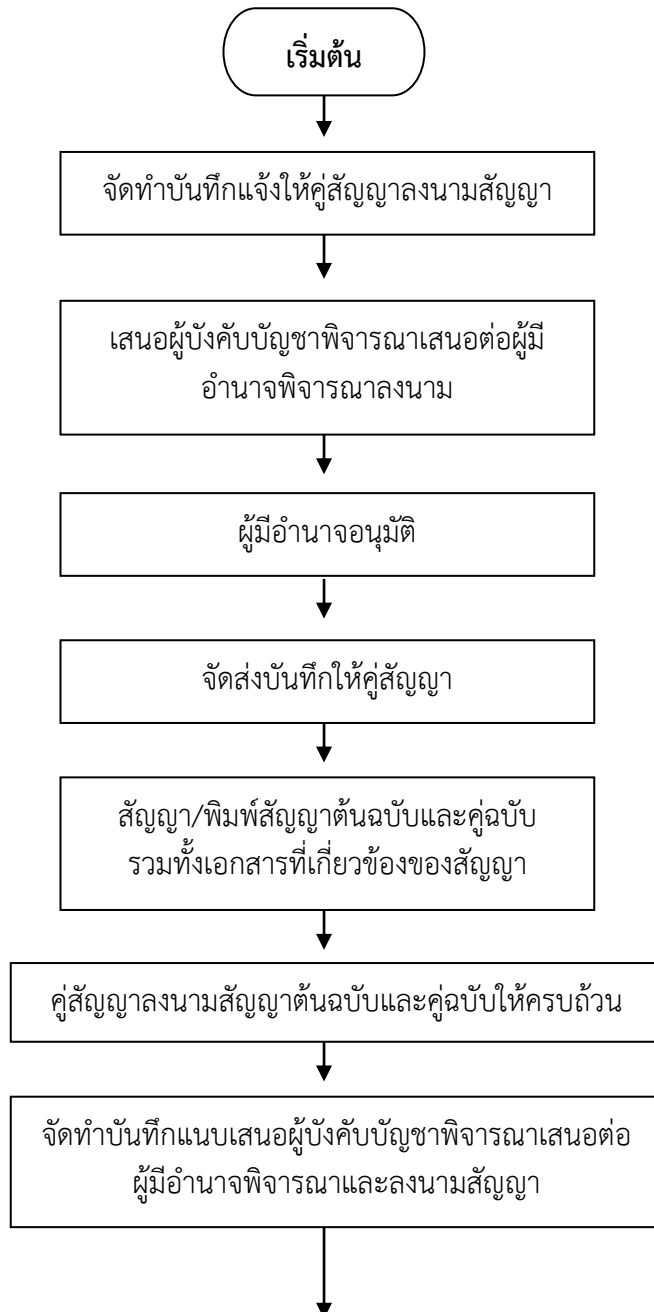 เริ่มต้น
จัดทำบันทึกแจ้งให้คู่สัญญาลงนามสัญญา
เสนอผู้บังคับบัญชาพิจารณาเสนอต่อผู้มี
อำนาจพิจารณาลงนาม
ผู้มีอำนาจอนุมัติ
จัดส่งบันทึกให้คู่สัญญา
สัญญา/พิมพ์สัญญาต้นฉบับและคู่ฉบับ
รวมทั้งเอกสารที่เกี่ยวข้องของสัญญา
คู่สัญญาลงนามสัญญาต้นฉบับและคู่ฉบับให้ครบถ้วน
จัดทำบันทึกแนบเสนอผู้บังคับบัญชาพิจารณาเสนอต่อ
ผู้มีอำนาจพิจารณาและลงนามสัญญา